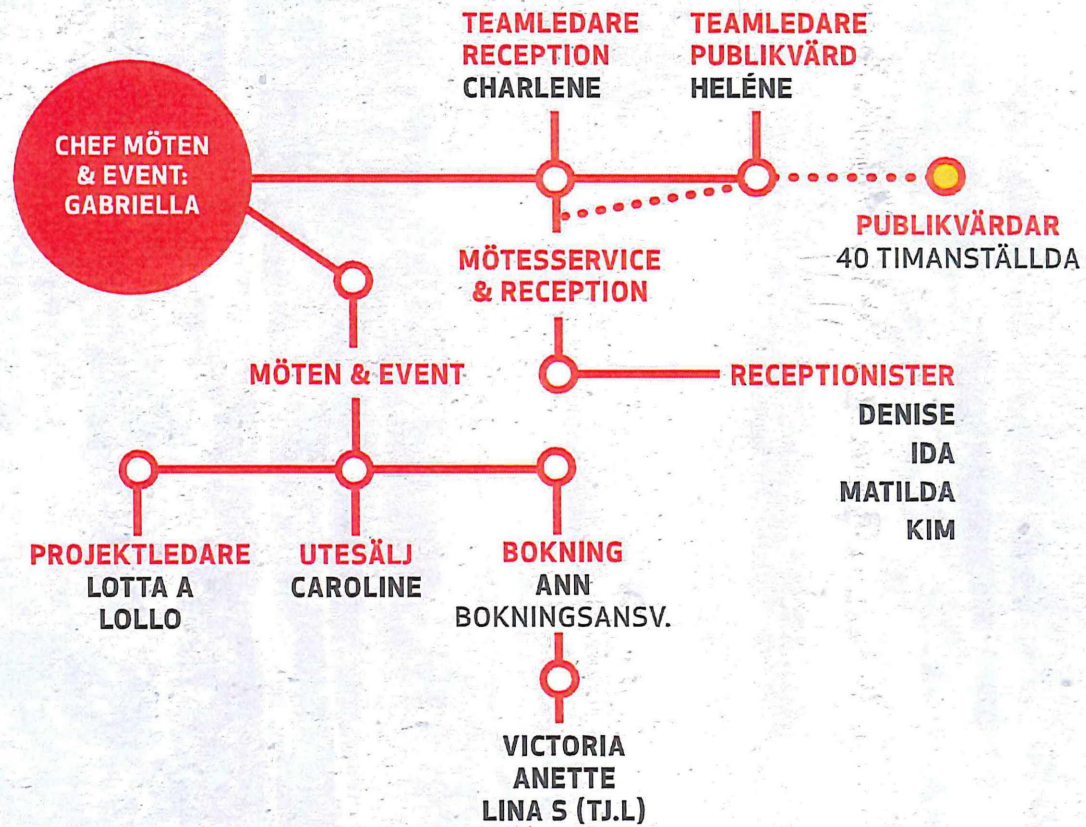 TEAMLEDARE
RECEPTION
CHARLENE
TEAMLEDARE
PUBLIKVÄRD
HELÉNE
CHEF MÖTEN
& EVENT:
GABRIELLA
PUBLIKVÄRDAR
40 TIMANSTÄLLDA
MÖTESSERVICE
& RECEPTION
MÖTEN & EVENT
RECEPTIONISTER
DENISE
IDA
MATILDA
KIM
PROJEKTLEDARE
LOTTA A
LOLLO
UTESÄLJ
CAROLINE
BOKNING
ANN
BOKNINGSANSV.
VICTORIA
ANETTE
LINA S (TJ.L)